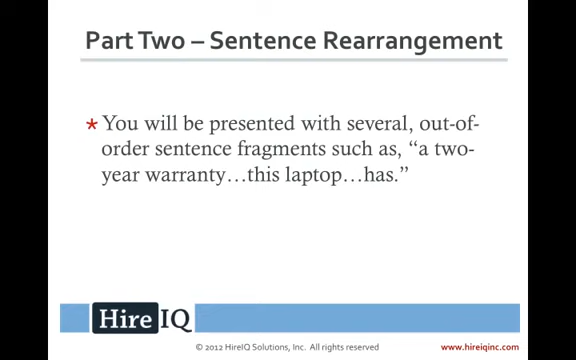 Part Two – Sentence Rearrangement
* You will be presented with several, out-of-
order sentence fragments such as, “a two-
year warranty…this laptop…has.”
Hire IQ
© 2012 HireIQ Solutions, Inc. All rights reserved
www.hireiqinc.com